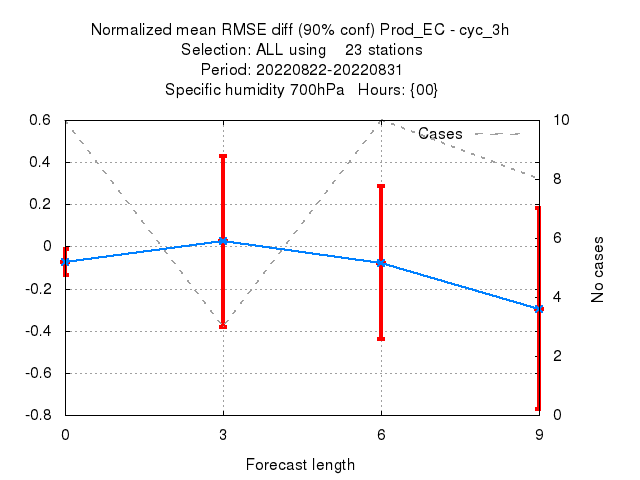 Normalized mean RMSE diff (90% conf) Prod_EC - cyc_3h
Selection: ALL using    23 stations
Period: 20220822-20220831
Specific humidity 700hPa   Hours: {00}
Cases
0.6
0.4
0.2
0
-0.2
-0.4
-0.6
-0.8
10
8
6
4
2
0
No cases
0 3 6 9
Forecast length